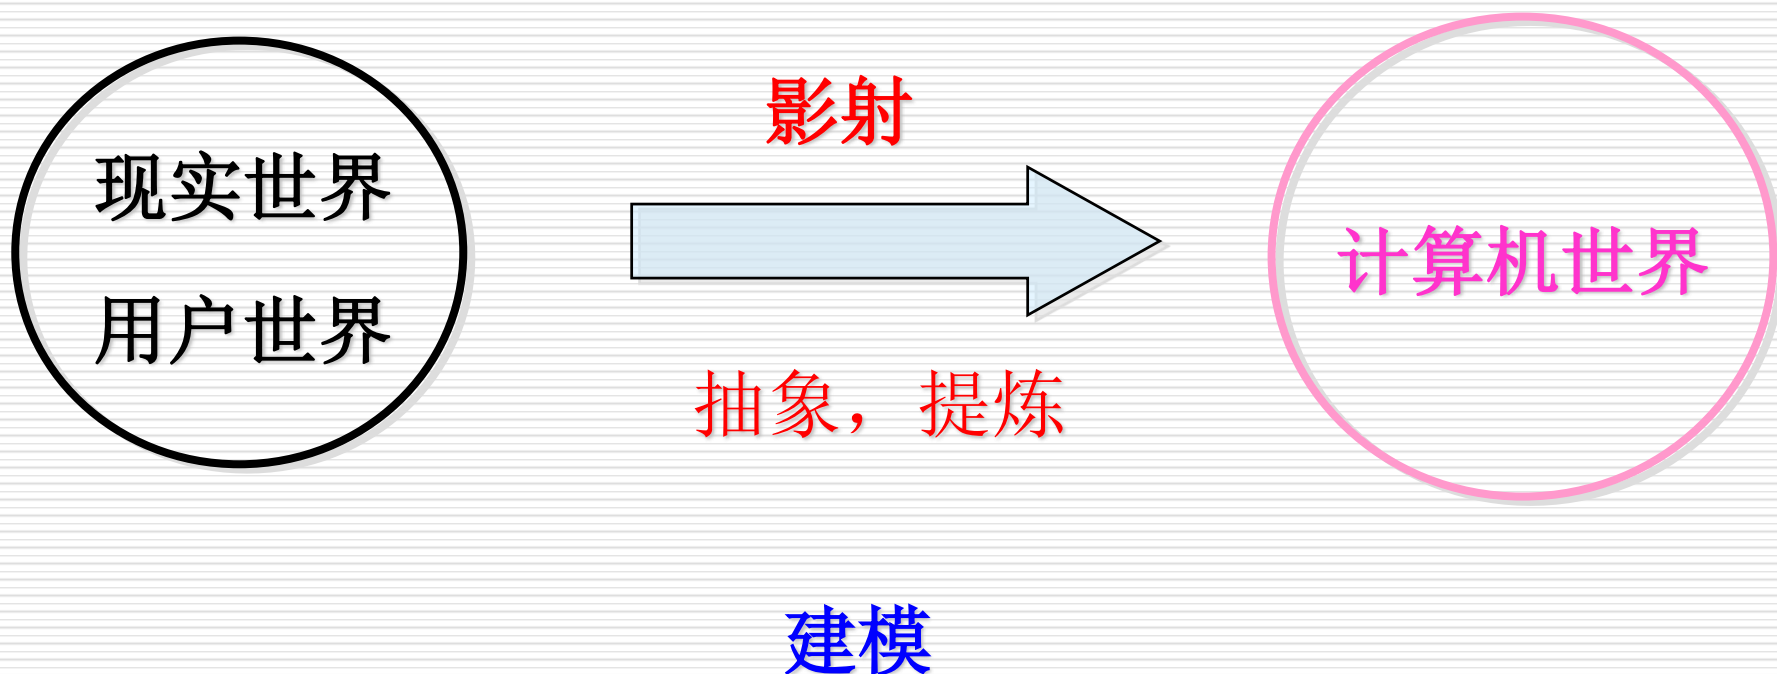 现实世界
用户世界
影射
抽象，提炼
计算机世界
建模